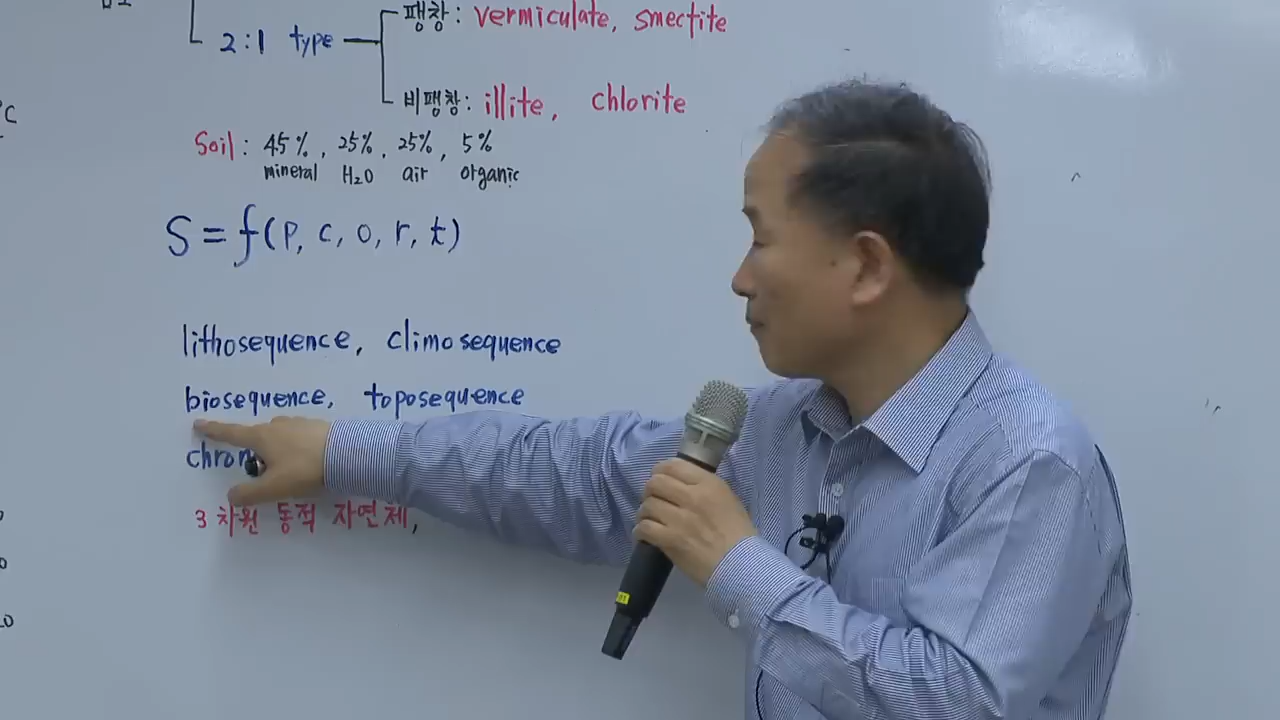 팽창: vermiculate, smectite
2:1 type
비팽창: illite, chlorite
Soil: 45%, 25%, 25%, 5%
mineral H₂O air organic
S = f(P, c, o, r, t)
lithosequence, climosequence
biosequence, toposequence
chron
3차원 동적 자연체,